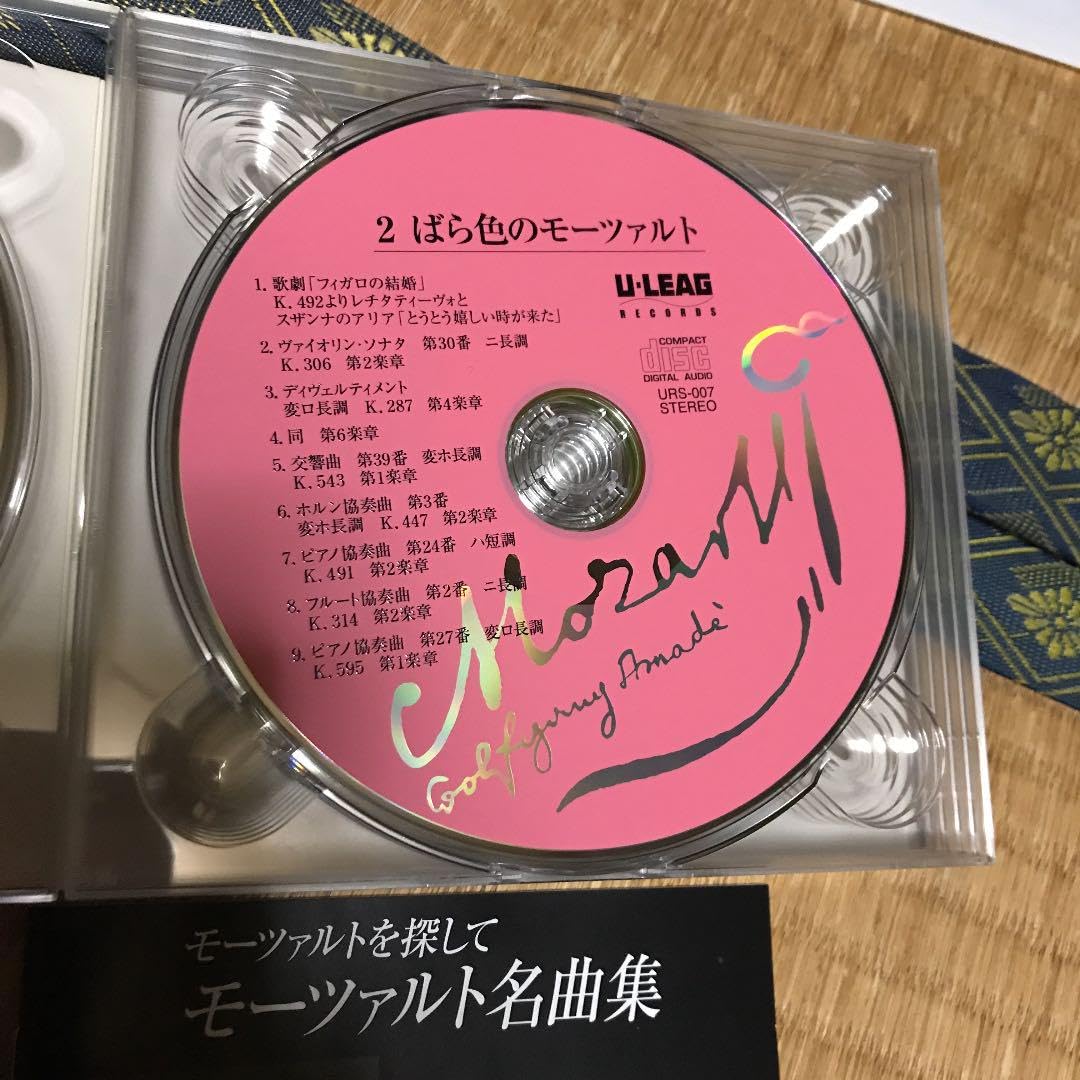 2 ばら色のモーツァルト
1. 歌劇「フィガロの結婚」
K. 492よりレチタティーヴォと
スザンナのアリア「とうとう嬉しい時が来た」
2. ヴァイオリン・ソナタ 第30番 ニ長調
K. 306 第2楽章
3. ディヴェルティメント
変ロ長調 K. 287 第4楽章
4. 同 第6楽章
5. 交響曲 第39番 変ホ長調
K. 543 第1楽章
6. ホルン協奏曲 第3番
変ホ長調 K. 447 第2楽章
7. ピアノ協奏曲 第24番 ハ短調
K. 491 第2楽章
8. フルート協奏曲 第2番 ニ長調
K. 314 第2楽章
9. ピアノ協奏曲 第27番 変ロ長調
K. 595 第1楽章
U・LEAG
RECORDS
COMPACT
disc
DIGITAL AUDIO
URS-007
STEREO
Mozart
Amadè
モーツァルトを探して
モーツァルト名曲集